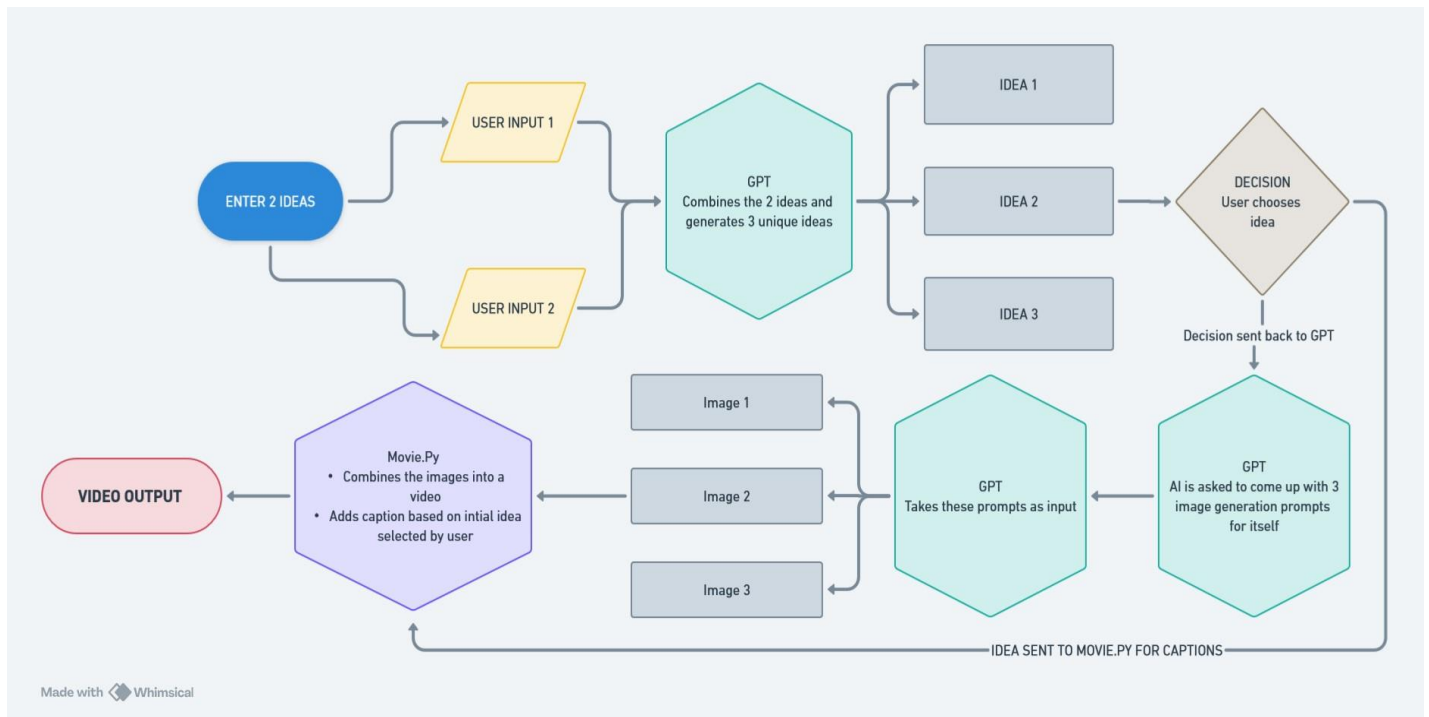 ENTER 2 IDEAS
USER INPUT 1
USER INPUT 2
GPT
Combines the 2 ideas and
generates 3 unique ideas
IDEA 1
IDEA 2
IDEA 3
DECISION
User chooses
idea
Decision sent back to GPT
GPT
AI is asked to come up with 3
image generation prompts
for itself
GPT
Takes these prompts as input
Image 1
Image 2
Image 3
Movie.Py
• Combines the images into a
video
• Adds caption based on intial idea
selected by user
VIDEO OUTPUT
IDEA SENT TO MOVIE.PY FOR CAPTIONS
Made with Whimsical